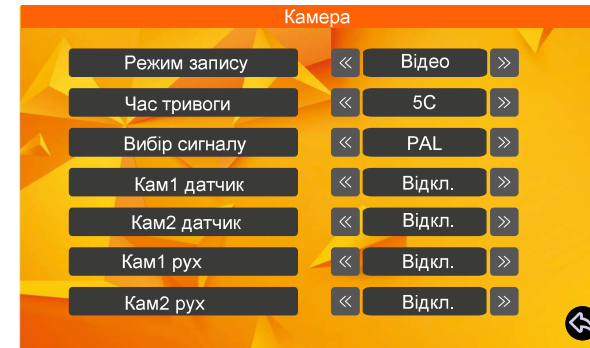 Камера
Режим запису « Відео »
Час тривоги « 5С »
Вибір сигналу « PAL »
Кам1 датчик « Відкл. »
Кам2 датчик « Відкл. »
Кам1 рух « Відкл. »
Кам2 рух « Відкл. »